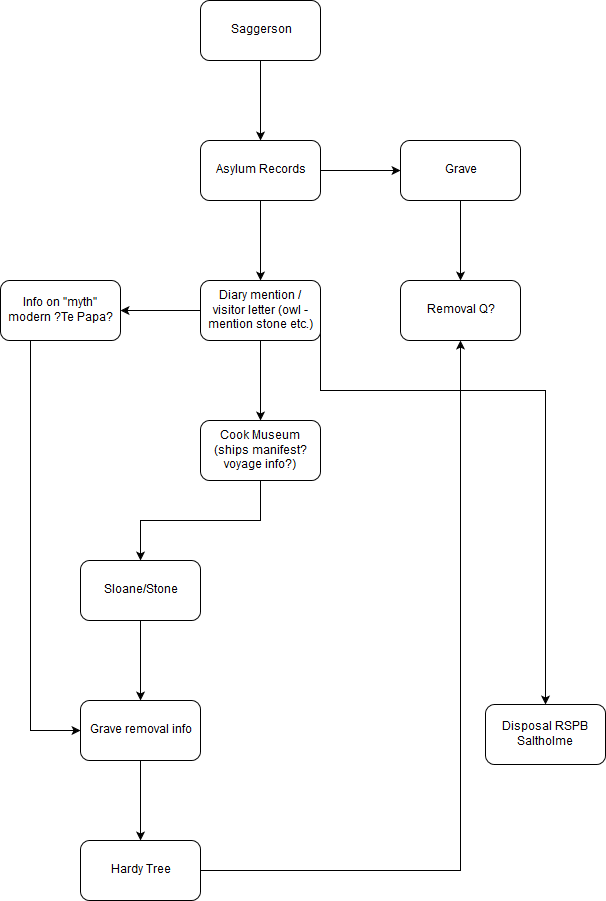 Saggerson
Asylum Records
Grave
Info on "myth"
modern ?Te Papa?
Diary mention /
visitor letter (owl -
mention stone etc.)
Removal Q?
Cook Museum
(ships manifest?
voyage info?)
Sloane/Stone
Grave removal info
Disposal RSPB
Saltholme
Hardy Tree